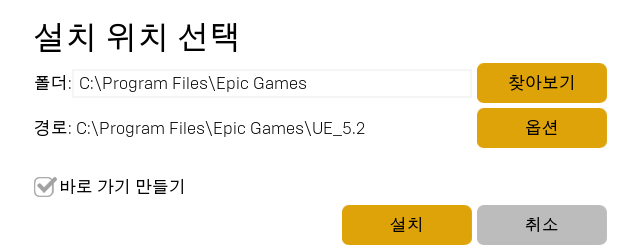 설치 위치 선택
폴더: C:\Program Files\Epic Games 찾아보기
경로: C:\Program Files\Epic Games\UE_5.2 옵션
바로 가기 만들기
설치 취소